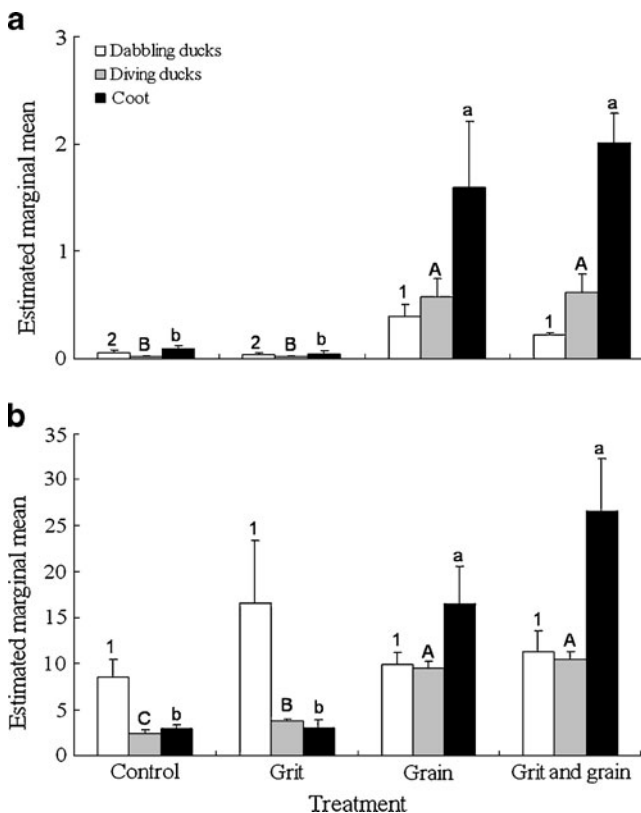 a
3
2
1
0
Estimated marginal mean
Dabbling ducks
Diving ducks
Coot
2 B b
2 B b
1 A a
1 A a
b
35
30
25
20
15
10
5
0
Estimated marginal mean
1 C b
1 B b
1 A a
1 A a
Control Grit Grain Grit and grain
Treatment